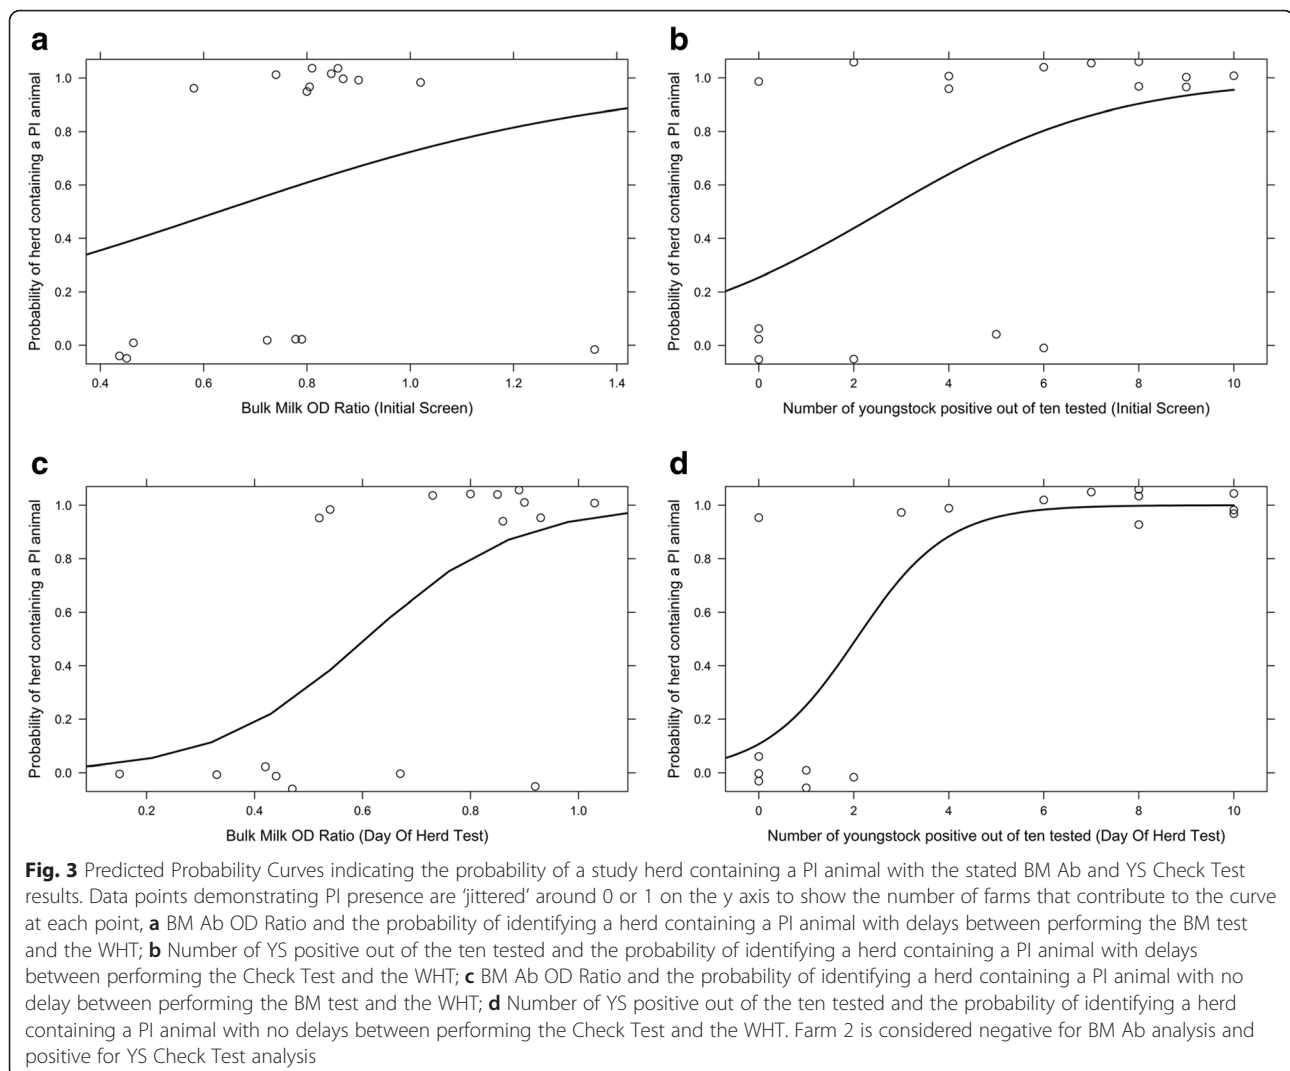 a
b
Probability of herd containing a PI animal
1.0
0.8
0.6
0.4
0.2
0.0
0.4 0.6 0.8 1.0 1.2 1.4
Bulk Milk OD Ratio (Initial Screen)
Probability of herd containing a PI animal
1.0
0.8
0.6
0.4
0.2
0.0
0 2 4 6 8 10
Number of youngstock positive out of ten tested (Initial Screen)
c
d
Probability of herd containing a PI animal
1.0
0.8
0.6
0.4
0.2
0.0
0.2 0.4 0.6 0.8 1.0
Bulk Milk OD Ratio (Day Of Herd Test)
Probability of herd containing a PI animal
1.0
0.8
0.6
0.4
0.2
0.0
0 2 4 6 8 10
Number of youngstock positive out of ten tested (Day Of Herd Test)
Fig. 3 Predicted Probability Curves indicating the probability of a study herd containing a PI animal with the stated BM Ab and YS Check Test
results. Data points demonstrating PI presence are ‘jittered’ around 0 or 1 on the y axis to show the number of farms that contribute to the curve
at each point, a BM Ab OD Ratio and the probability of identifying a herd containing a PI animal with delays between performing the BM test
and the WHT; b Number of YS positive out of the ten tested and the probability of identifying a herd containing a PI animal with delays
between performing the Check Test and the WHT; c BM Ab OD Ratio and the probability of identifying a herd containing a PI animal with no
delay between performing the BM test and the WHT; d Number of YS positive out of the ten tested and the probability of identifying a herd
containing a PI animal with no delays between performing the Check Test and the WHT. Farm 2 is considered negative for BM Ab analysis and
positive for YS Check Test analysis